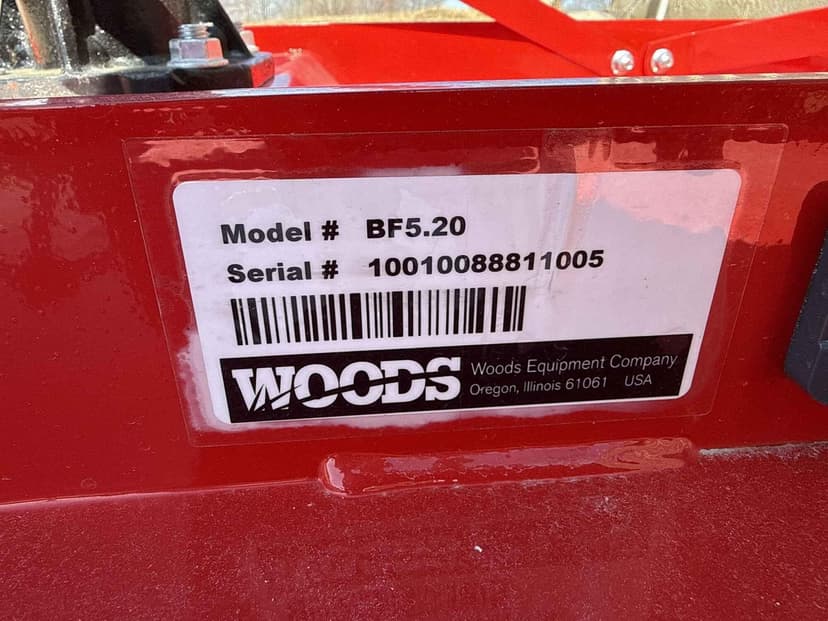 Model # BF5.20
Serial # 10010088811005
WOODS
Woods Equipment Company
Oregon, Illinois 61061 USA